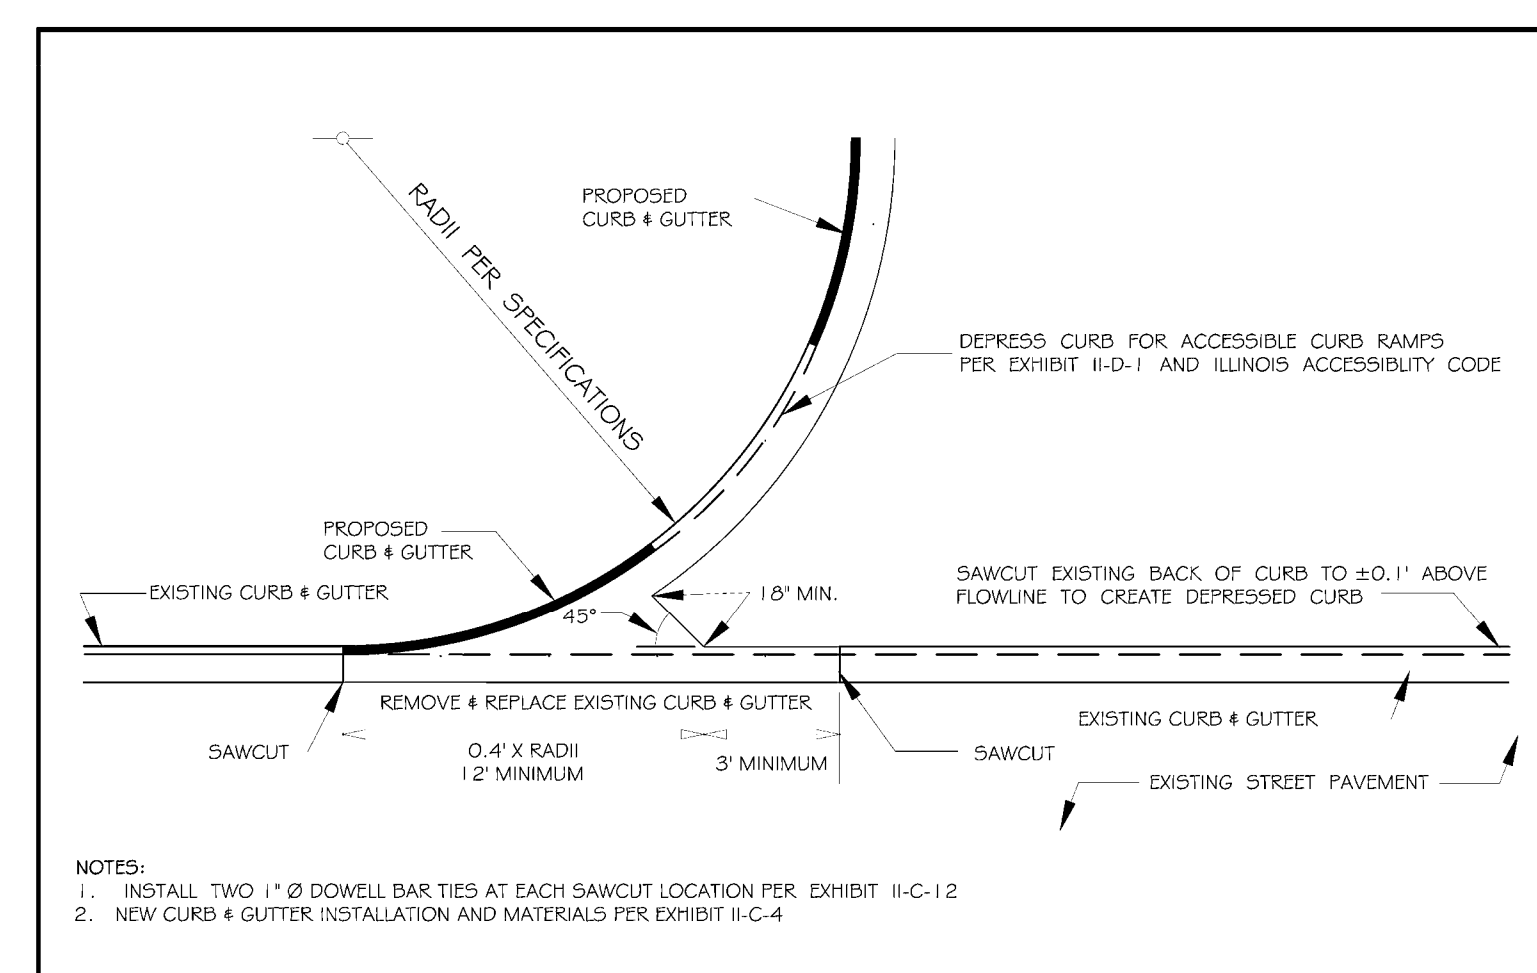 RADII PER SPECIFICATIONS
PROPOSED
CURB & GUTTER
DEPRESS CURB FOR ACCESSIBLE CURB RAMPS
PER EXHIBIT II-D-1 AND ILLINOIS ACCESSIBLITY CODE
PROPOSED
CURB & GUTTER
EXISTING CURB & GUTTER
45°
18" MIN.
SAWCUT EXISTING BACK OF CURB TO ±0.1' ABOVE
FLOWLINE TO CREATE DEPRESSED CURB
REMOVE & REPLACE EXISTING CURB & GUTTER
SAWCUT
0.4' X RADII
12' MINIMUM
3' MINIMUM
SAWCUT
EXISTING CURB & GUTTER
EXISTING STREET PAVEMENT
NOTES:
1. INSTALL TWO 1" Ø DOWELL BAR TIES AT EACH SAWCUT LOCATION PER EXHIBIT II-C-12
2. NEW CURB & GUTTER INSTALLATION AND MATERIALS PER EXHIBIT II-C-4